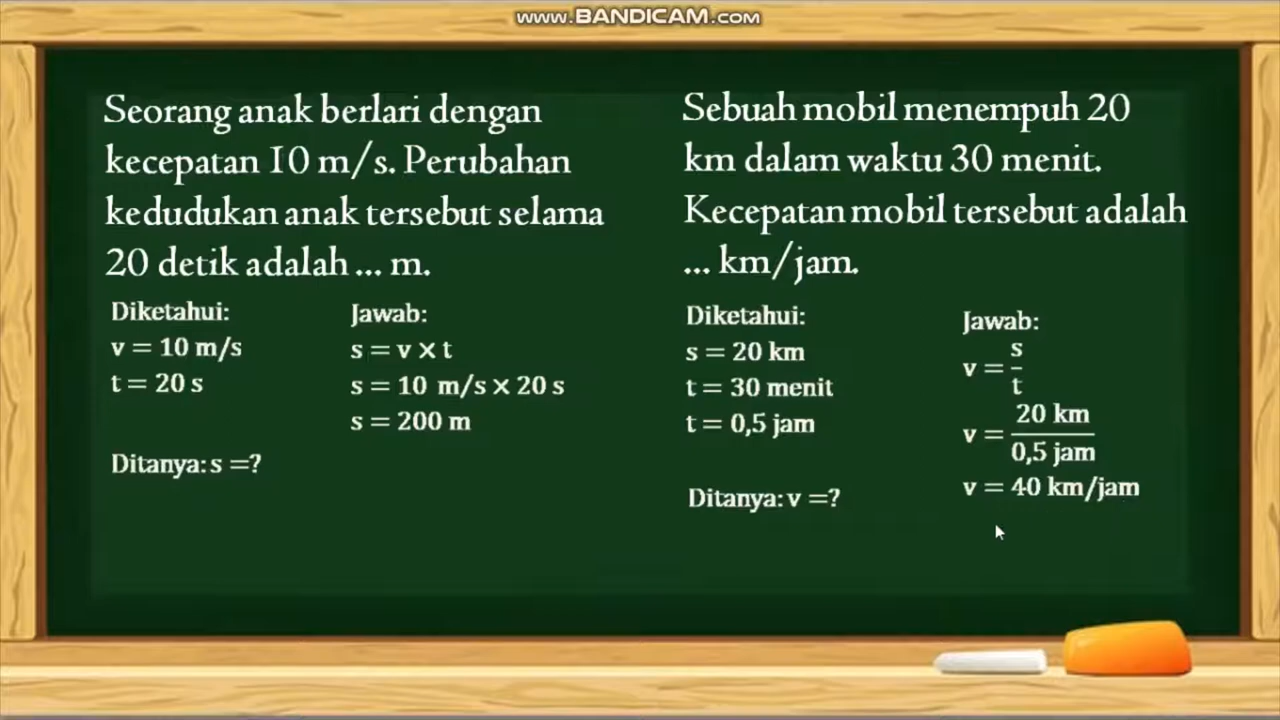 www.BANDICAM.com
Seorang anak berlari dengan
kecepatan 10 m/s. Perubahan
kedudukan anak tersebut selama
20 detik adalah ... m.
Diketahui:
v = 10 m/s
t = 20 s
Ditanya: s =?
Jawab:
s = v × t
s = 10 m/s × 20 s
s = 200 m
Sebuah mobil menempuh 20
km dalam waktu 30 menit.
Kecepatan mobil tersebut adalah
... km/jam.
Diketahui:
s = 20 km
t = 30 menit
t = 0,5 jam
Ditanya: v =?
Jawab:
v = s/t
v = 20 km/0,5 jam
v = 40 km/jam